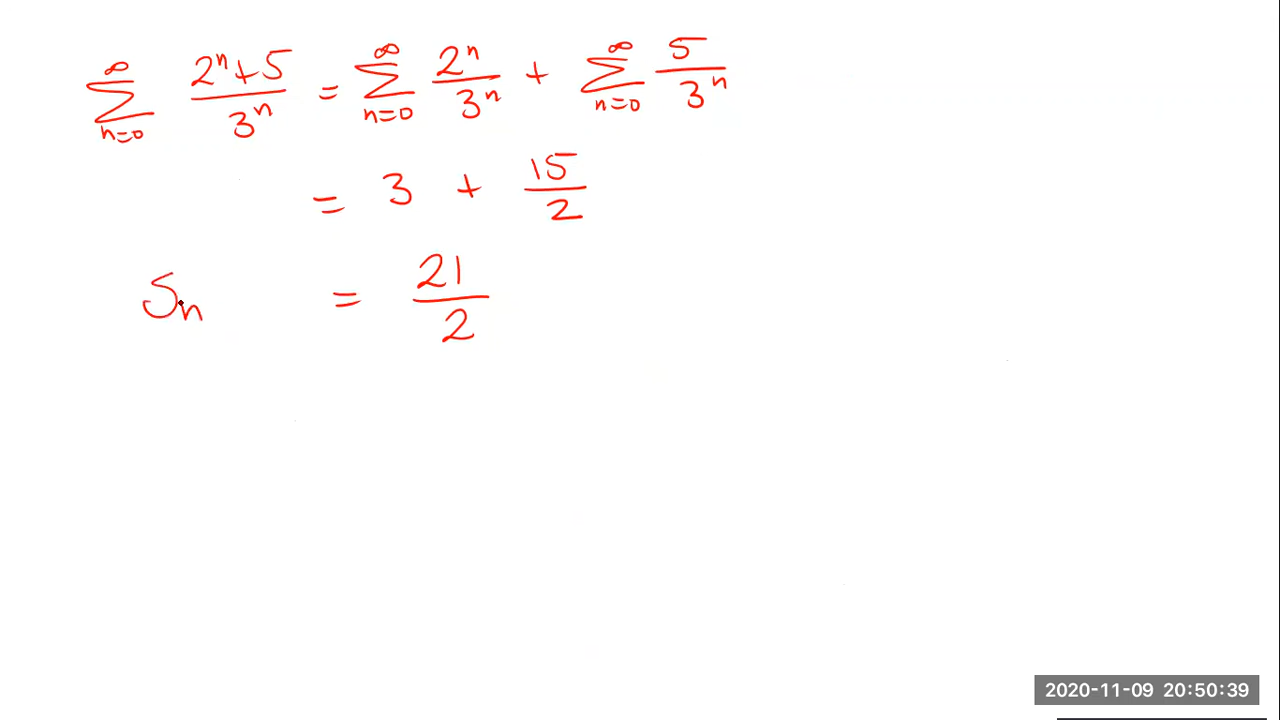 ∞∑n=0 (2^n+5)/3^n = ∞∑n=0 2^n/3^n + ∞∑n=0 5/3^n
= 3 + 15/2
Sn = 21/2
2020-11-09 20:50:39